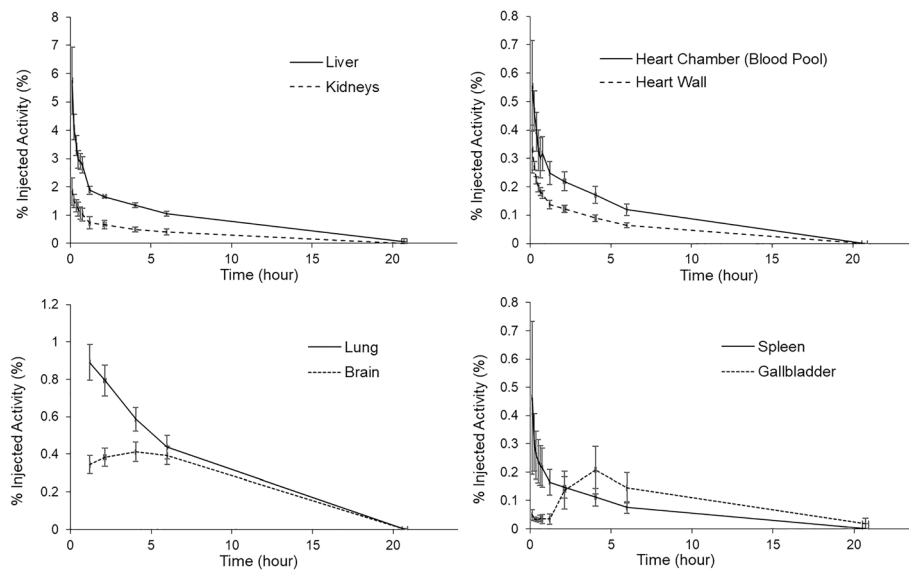 % Injected Activity (%)
8
7
6
5
4
3
2
1
0
Liver
Kidneys
0 5 10 15 20
Time (hour)
% Injected Activity (%)
0.8
0.7
0.6
0.5
0.4
0.3
0.2
0.1
0
Heart Chamber (Blood Pool)
Heart Wall
0 5 10 15 20
Time (hour)
% Injected Activity (%)
1.2
1
0.8
0.6
0.4
0.2
0
Lung
Brain
0 5 10 15 20
Time (hour)
% Injected Activity (%)
0.8
0.7
0.6
0.5
0.4
0.3
0.2
0.1
0
Spleen
Gallbladder
0 5 10 15 20
Time (hour)